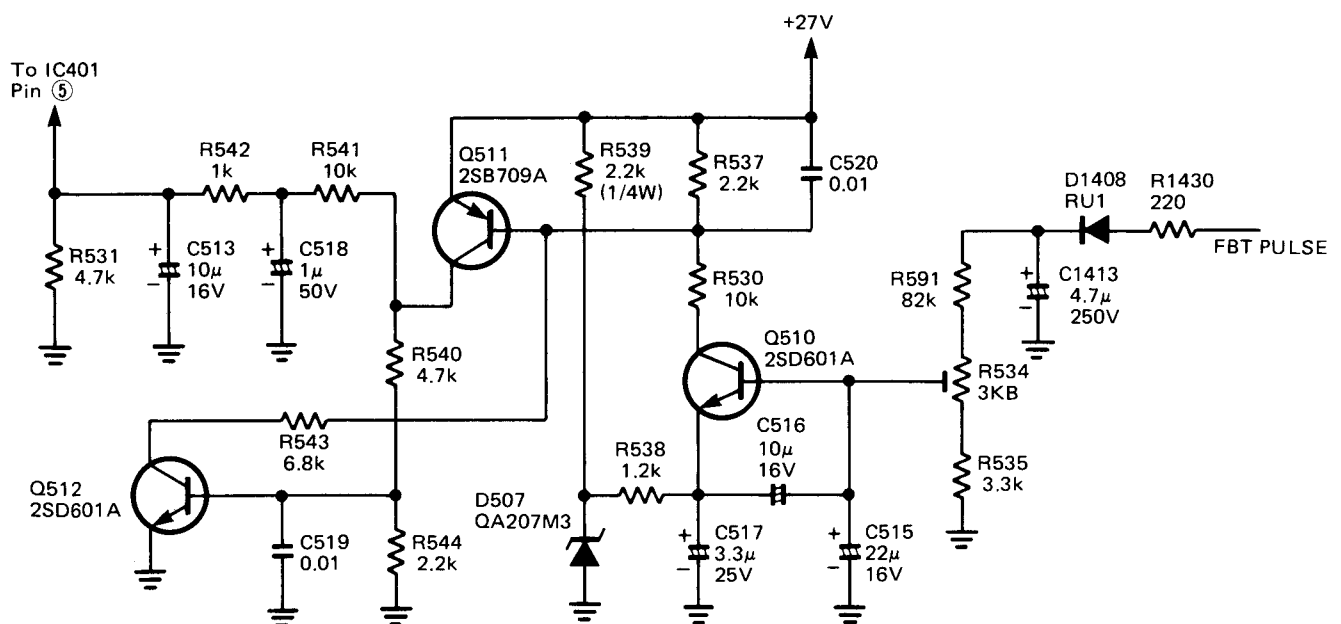 +27V
To IC401
Pin ⑤
R542
1k
R541
10k
Q511
2SB709A
R539
2.2k
(1/4W)
R537
2.2k
C520
0.01
D1408
RU1
R1430
220
FBT PULSE
R531
4.7k
+
C513
10μ
16V
−
+
C518
1μ
50V
−
R530
10k
R591
82k
+
C1413
4.7μ
250V
−
R540
4.7k
Q510
2SD601A
R534
3KB
R543
6.8k
C516
10μ
16V
R538
1.2k
R535
3.3k
Q512
2SD601A
D507
QA207M3
C519
0.01
R544
2.2k
+
C517
3.3μ
25V
−
+
C515
22μ
16V
−